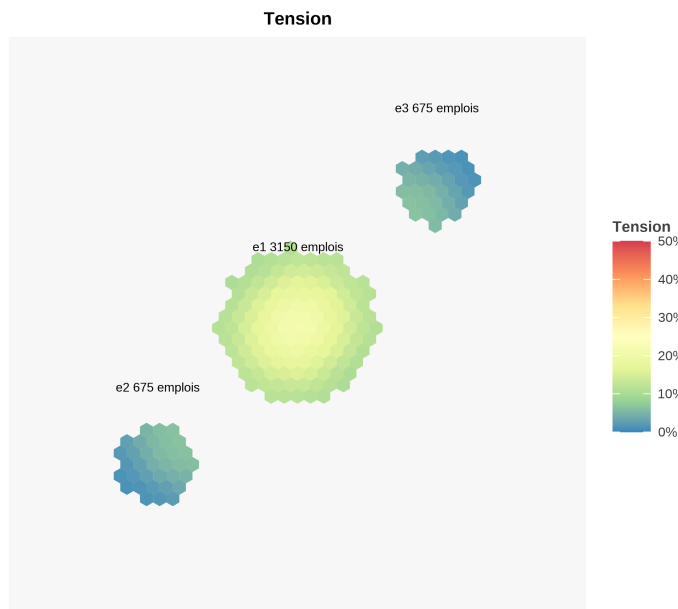 Tension
e3 675 emplois
e1 3150 emplois
e2 675 emplois
Tension
50%
40%
30%
20%
10%
0%